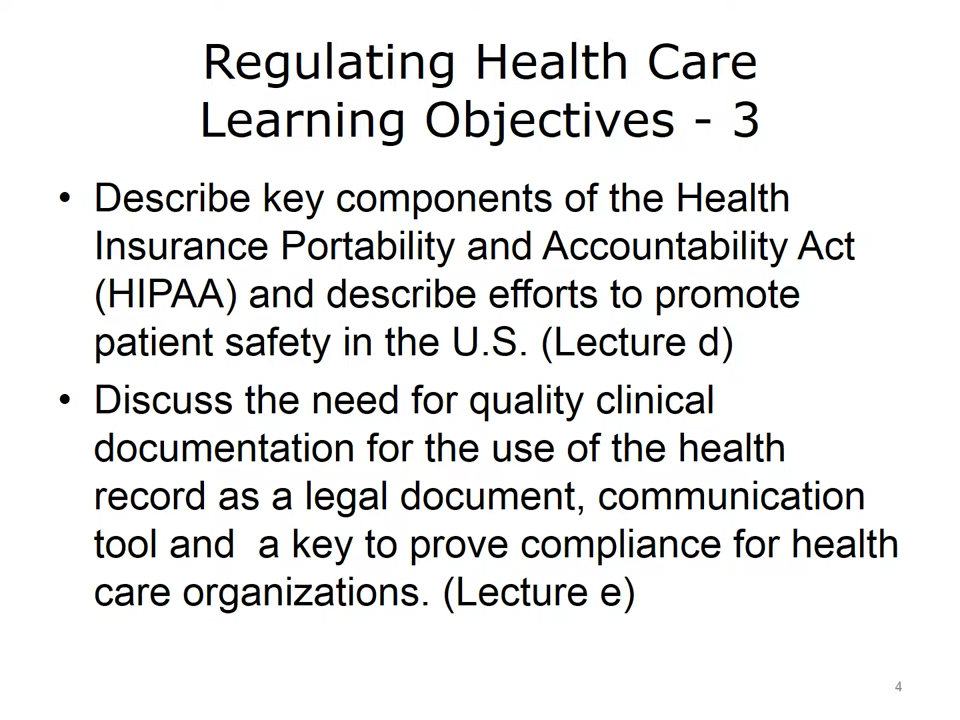 Regulating Health Care
Learning Objectives - 3
• Describe key components of the Health
Insurance Portability and Accountability Act
(HIPAA) and describe efforts to promote
patient safety in the U.S. (Lecture d)
• Discuss the need for quality clinical
documentation for the use of the health
record as a legal document, communication
tool and  a key to prove compliance for health
care organizations. (Lecture e)
4